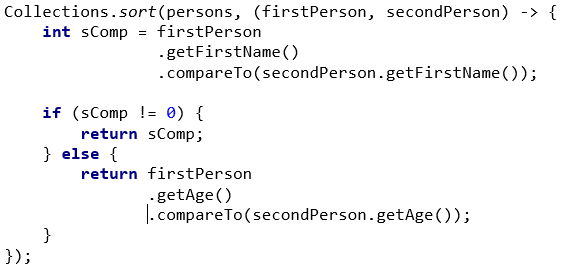 Collections.sort(persons, (firstPerson, secondPerson) -> {
    int sComp = firstPerson
                .getFirstName()
                .compareTo(secondPerson.getFirstName());

    if (sComp != 0) {
        return sComp;
    } else {
        return firstPerson
               .getAge()
               .compareTo(secondPerson.getAge());
    }
});